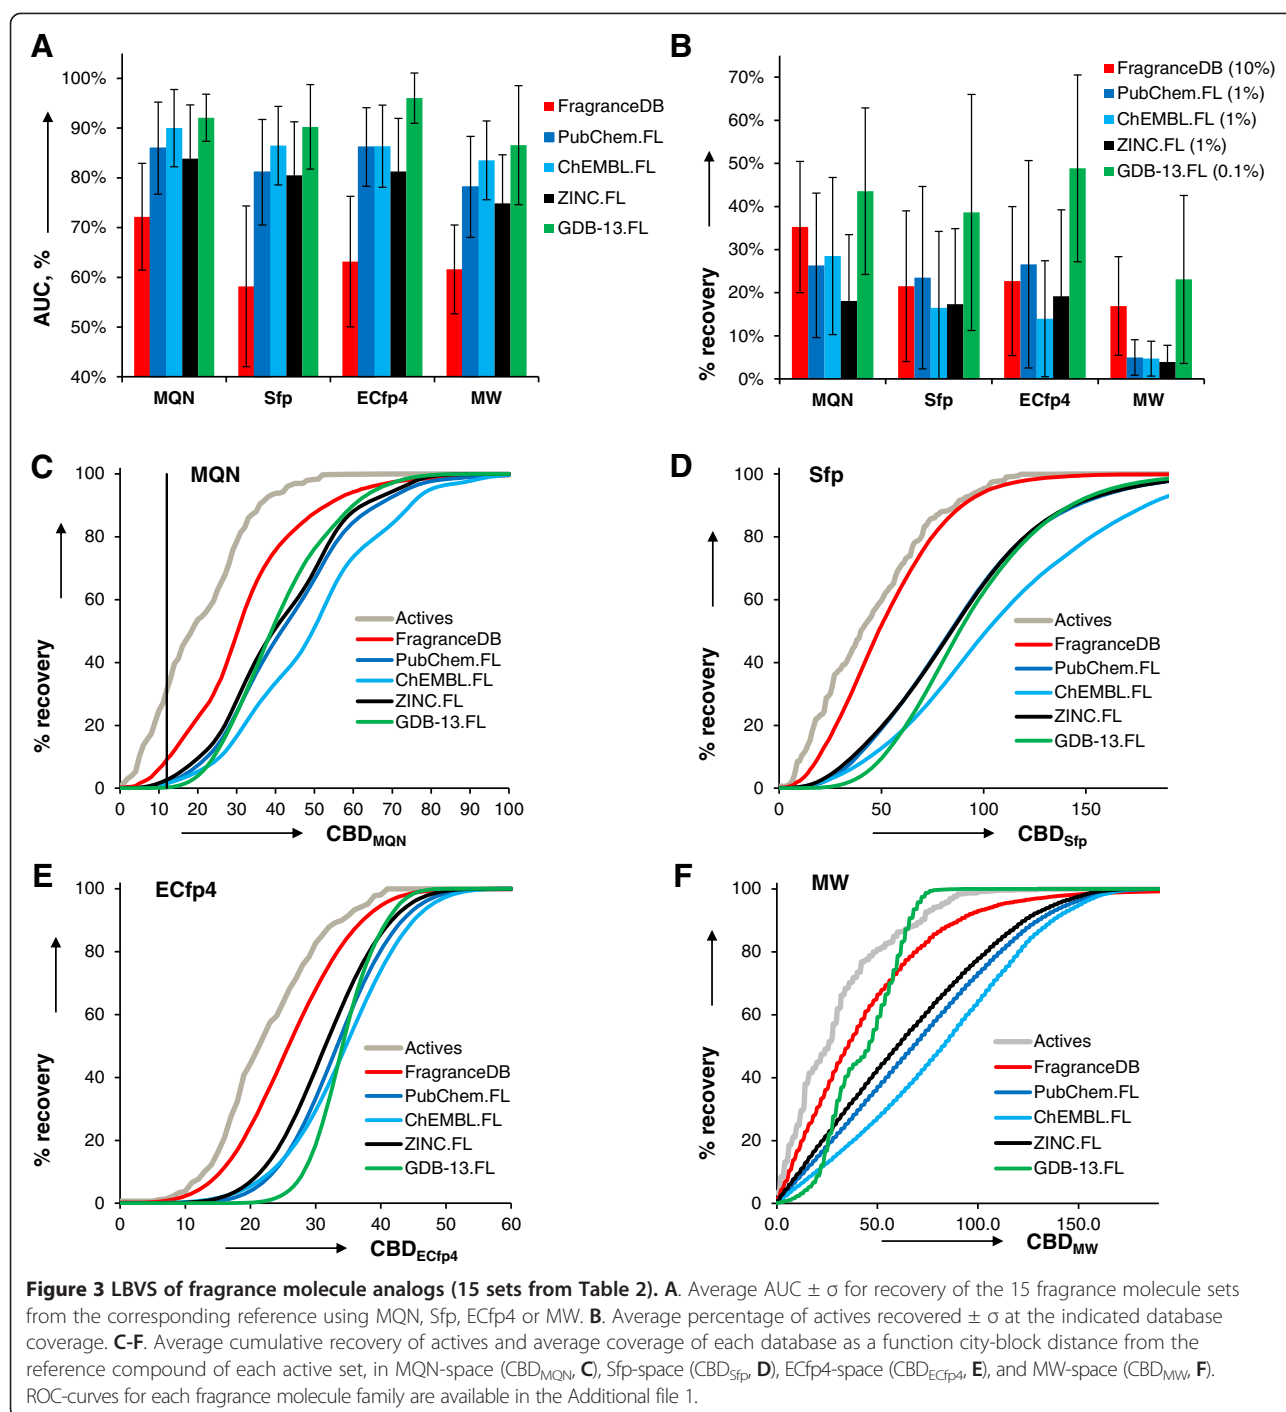 A
100%
90%
80%
70%
60%
50%
40%
AUC, %
MQN Sfp ECfp4 MW
FragranceDB
PubChem.FL
ChEMBL.FL
ZINC.FL
GDB-13.FL
B
70%
60%
50%
40%
30%
20%
10%
0%
% recovery
MQN Sfp ECfp4 MW
FragranceDB (10%)
PubChem.FL (1%)
ChEMBL.FL (1%)
ZINC.FL (1%)
GDB-13.FL (0.1%)
C
MQN
100
80
60
40
20
0
% recovery
Actives
FragranceDB
PubChem.FL
ChEMBL.FL
ZINC.FL
GDB-13.FL
0 10 20 30 40 50 60 70 80 90 100
CBDMQN
D
Sfp
100
80
60
40
20
0
% recovery
Actives
FragranceDB
PubChem.FL
ChEMBL.FL
ZINC.FL
GDB-13.FL
0 50 100 150
CBDSfp
E
ECfp4
100
80
60
40
20
0
% recovery
Actives
FragranceDB
PubChem.FL
ChEMBL.FL
ZINC.FL
GDB-13.FL
0 10 20 30 40 50 60
CBDECfp4
F
MW
100
80
60
40
20
0
% recovery
Actives
FragranceDB
PubChem.FL
ChEMBL.FL
ZINC.FL
GDB-13.FL
0.0 50.0 100.0 150.0
CBDMW
Figure 3 LBVS of fragrance molecule analogs (15 sets from Table 2). A. Average AUC ± σ for recovery of the 15 fragrance molecule sets
from the corresponding reference using MQN, Sfp, ECfp4 or MW. B. Average percentage of actives recovered ± σ at the indicated database
coverage. C-F. Average cumulative recovery of actives and average coverage of each database as a function city-block distance from the
reference compound of each active set, in MQN-space (CBDMQN, C), Sfp-space (CBDSfp, D), ECfp4-space (CBDECfp4, E), and MW-space (CBDMW, F).
ROC-curves for each fragrance molecule family are available in the Additional file 1.